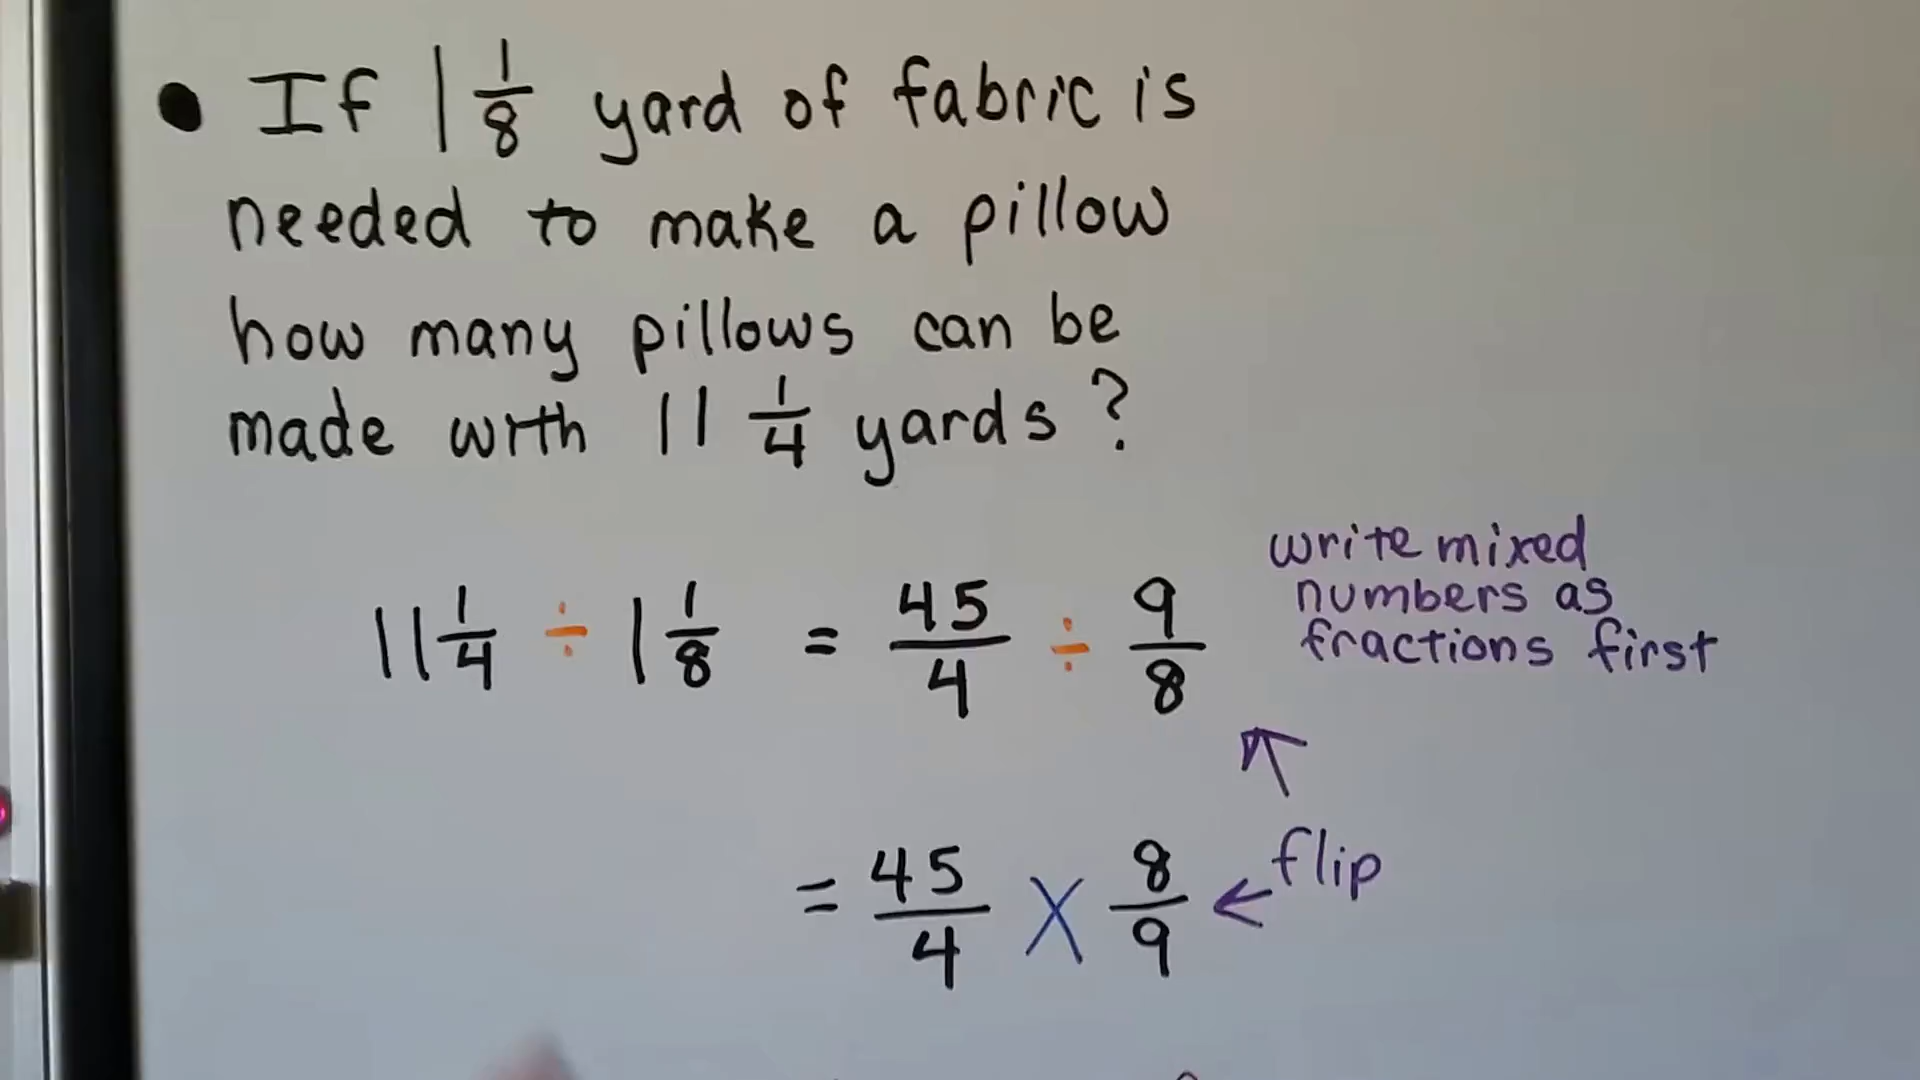 • If 1 1/8 yard of fabric is
needed to make a pillow
how many pillows can be
made with 11 1/4 yards?
write mixed
numbers as
fractions first
11 1/4 ÷ 1 1/8 = 45/4 ÷ 9/8
= 45/4 X 8/9 ← flip